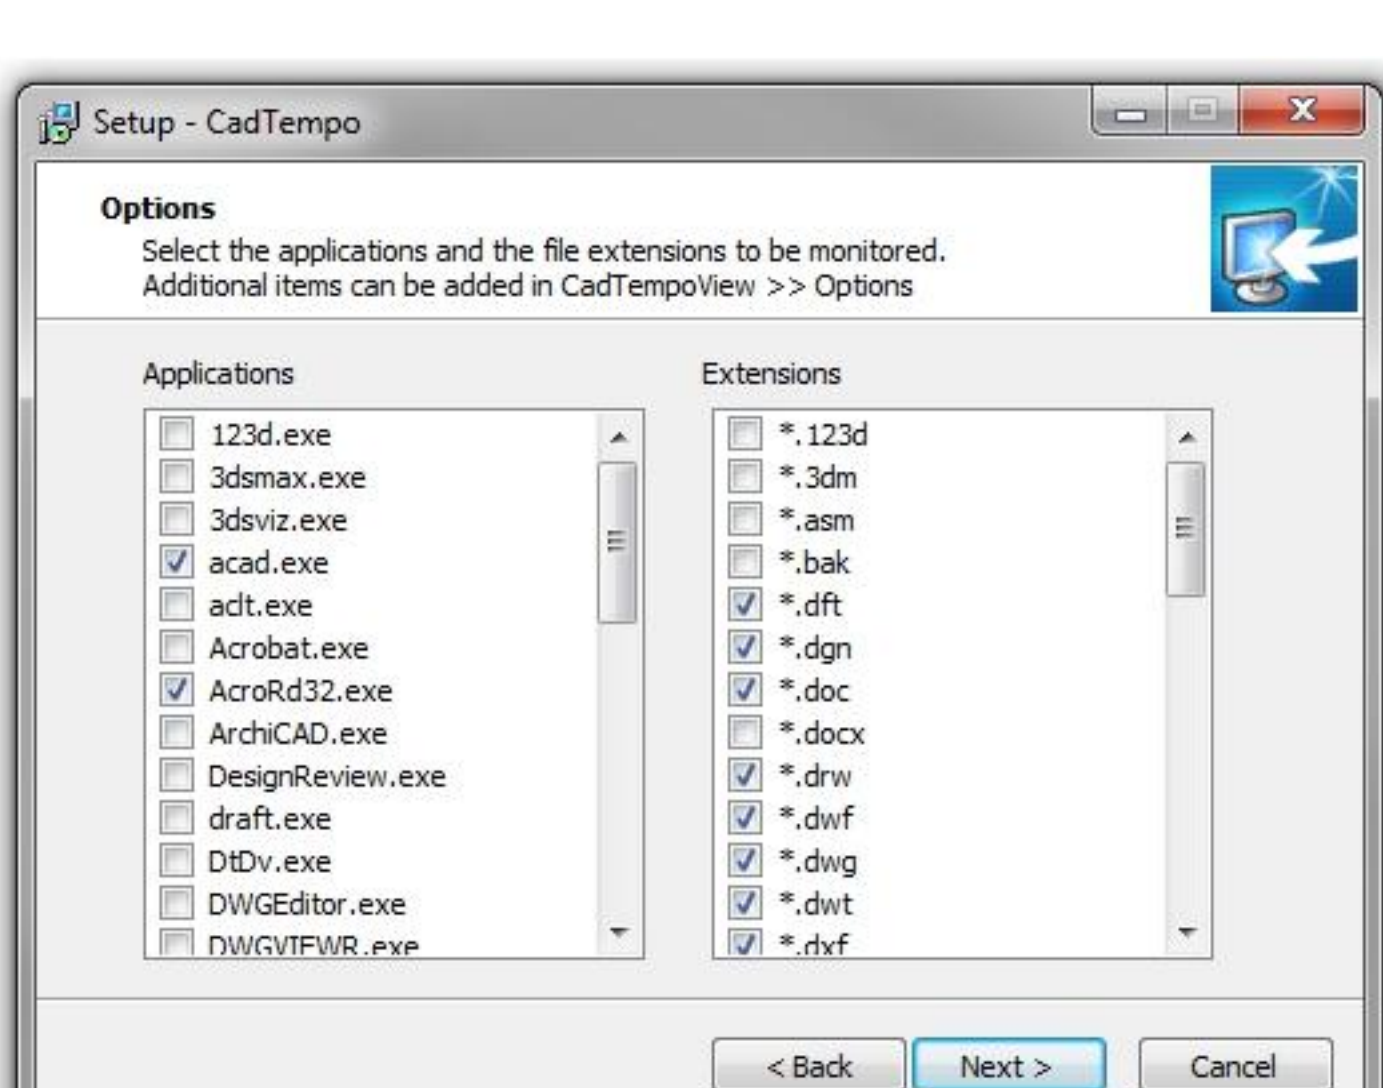 Setup - CadTempo
Options
Select the applications and the file extensions to be monitored.
Additional items can be added in CadTempoView >> Options
Applications
123d.exe
3dsmax.exe
3dsviz.exe
acad.exe
aclt.exe
Acrobat.exe
AcroRd32.exe
ArchiCAD.exe
DesignReview.exe
draft.exe
DtDv.exe
DWGEditor.exe
DWGVIEWR.exe
Extensions
*.123d
*.3dm
*.asm
*.bak
*.dft
*.dgn
*.doc
*.docx
*.drw
*.dwf
*.dwg
*.dwt
*.dxf
< Back
Next >
Cancel